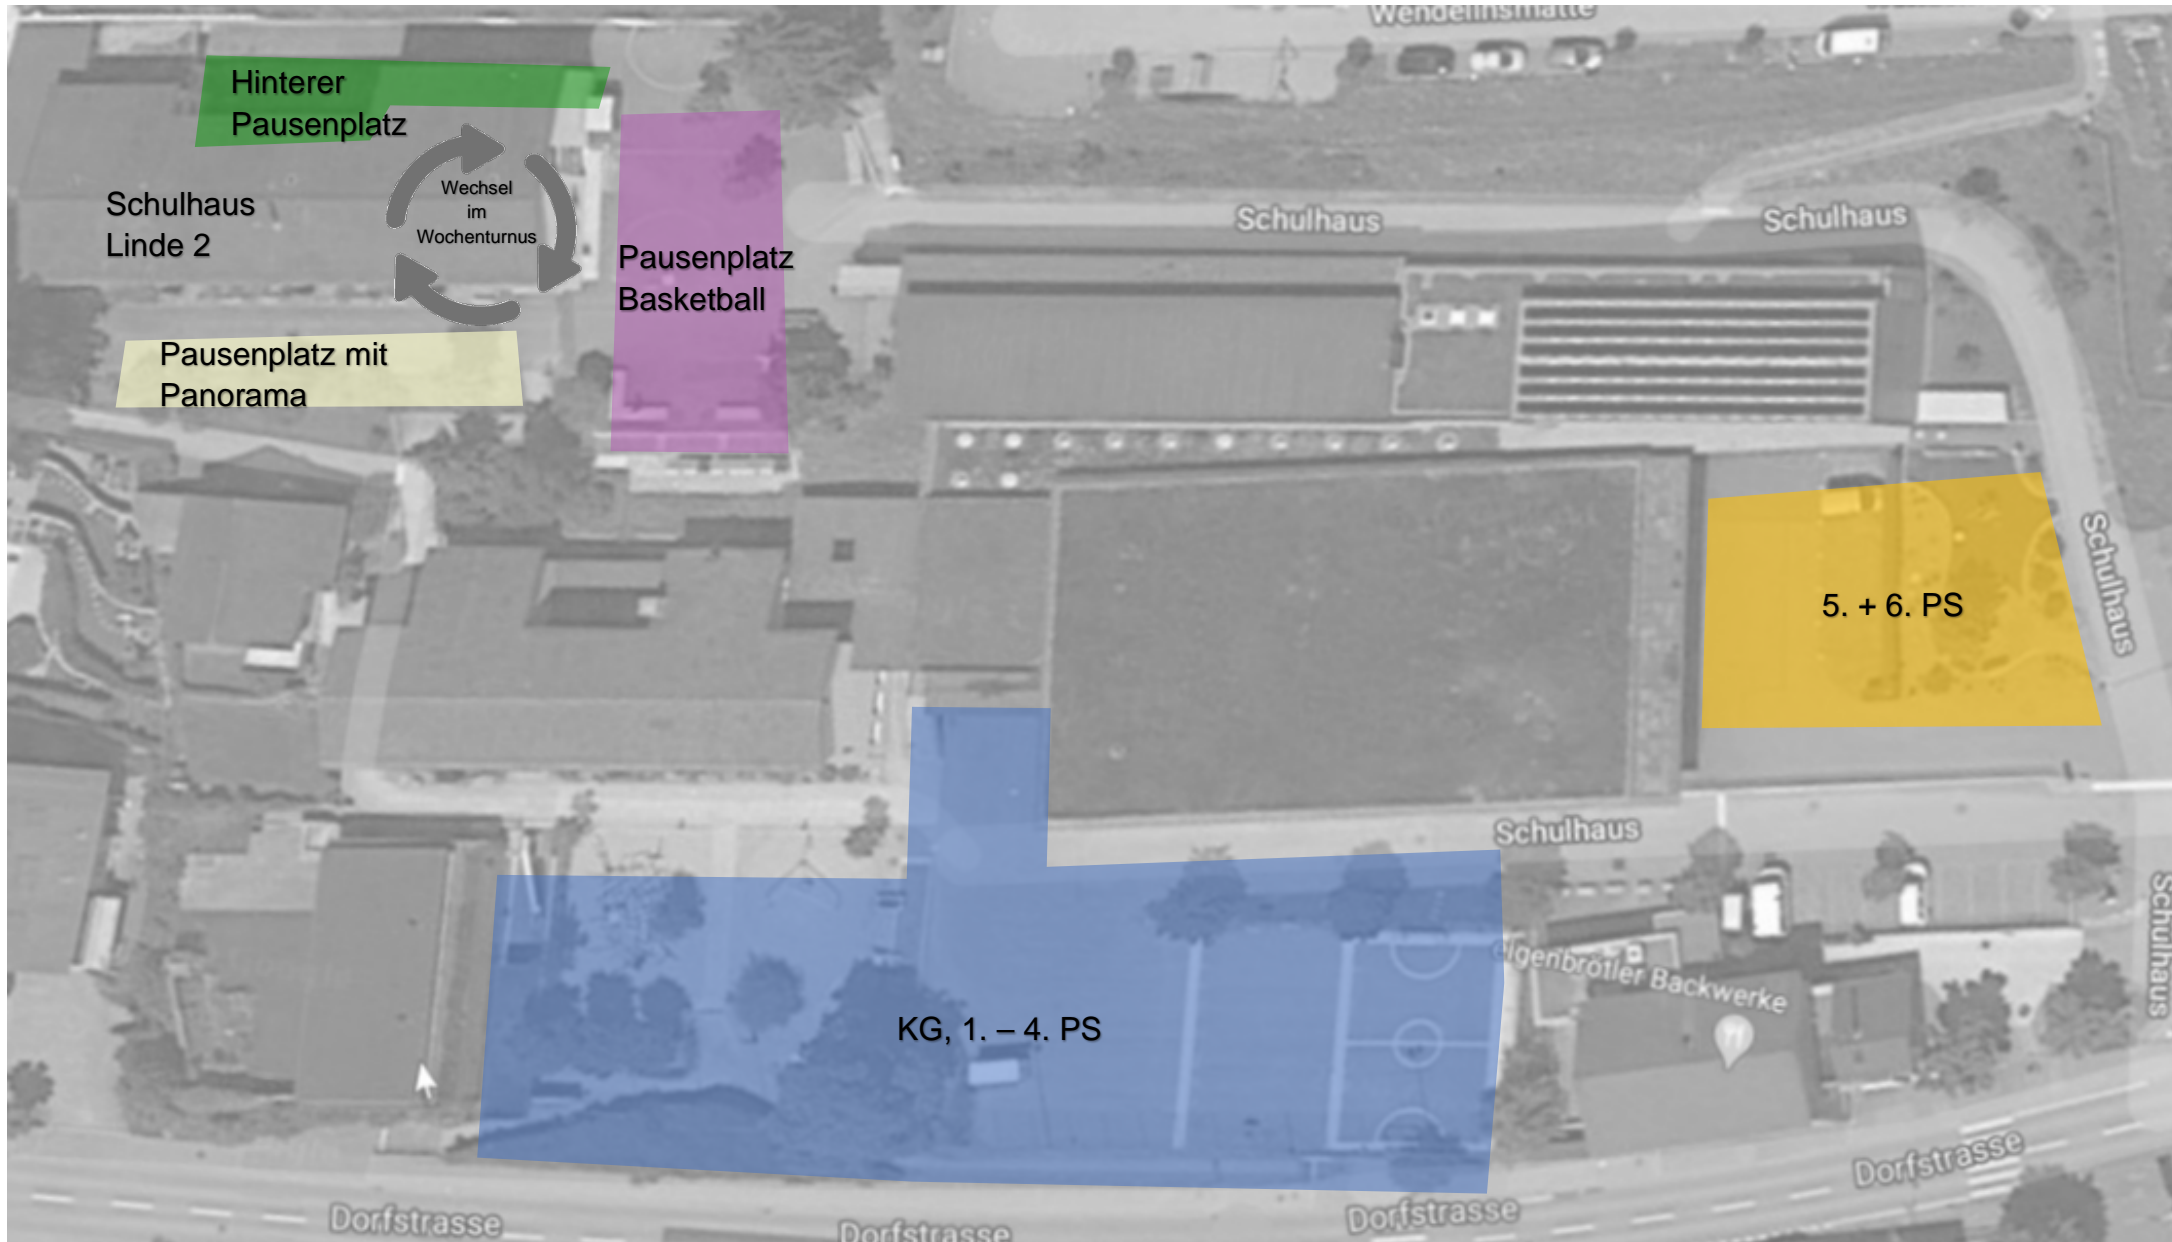 Wendelinsmatte
Hinterer
Pausenplatz
Wechsel
im
Wochenturnus
Schulhaus
Linde 2
Schulhaus
Schulhaus
Pausenplatz
Basketball
Pausenplatz mit
Panorama
Schulhaus
5. + 6. PS
Schulhaus
Schulhaus
eigenbrötler Backwerke
KG, 1. – 4. PS
Dorfstrasse
Dorfstrasse
Dorfstrasse
Dorfstrasse